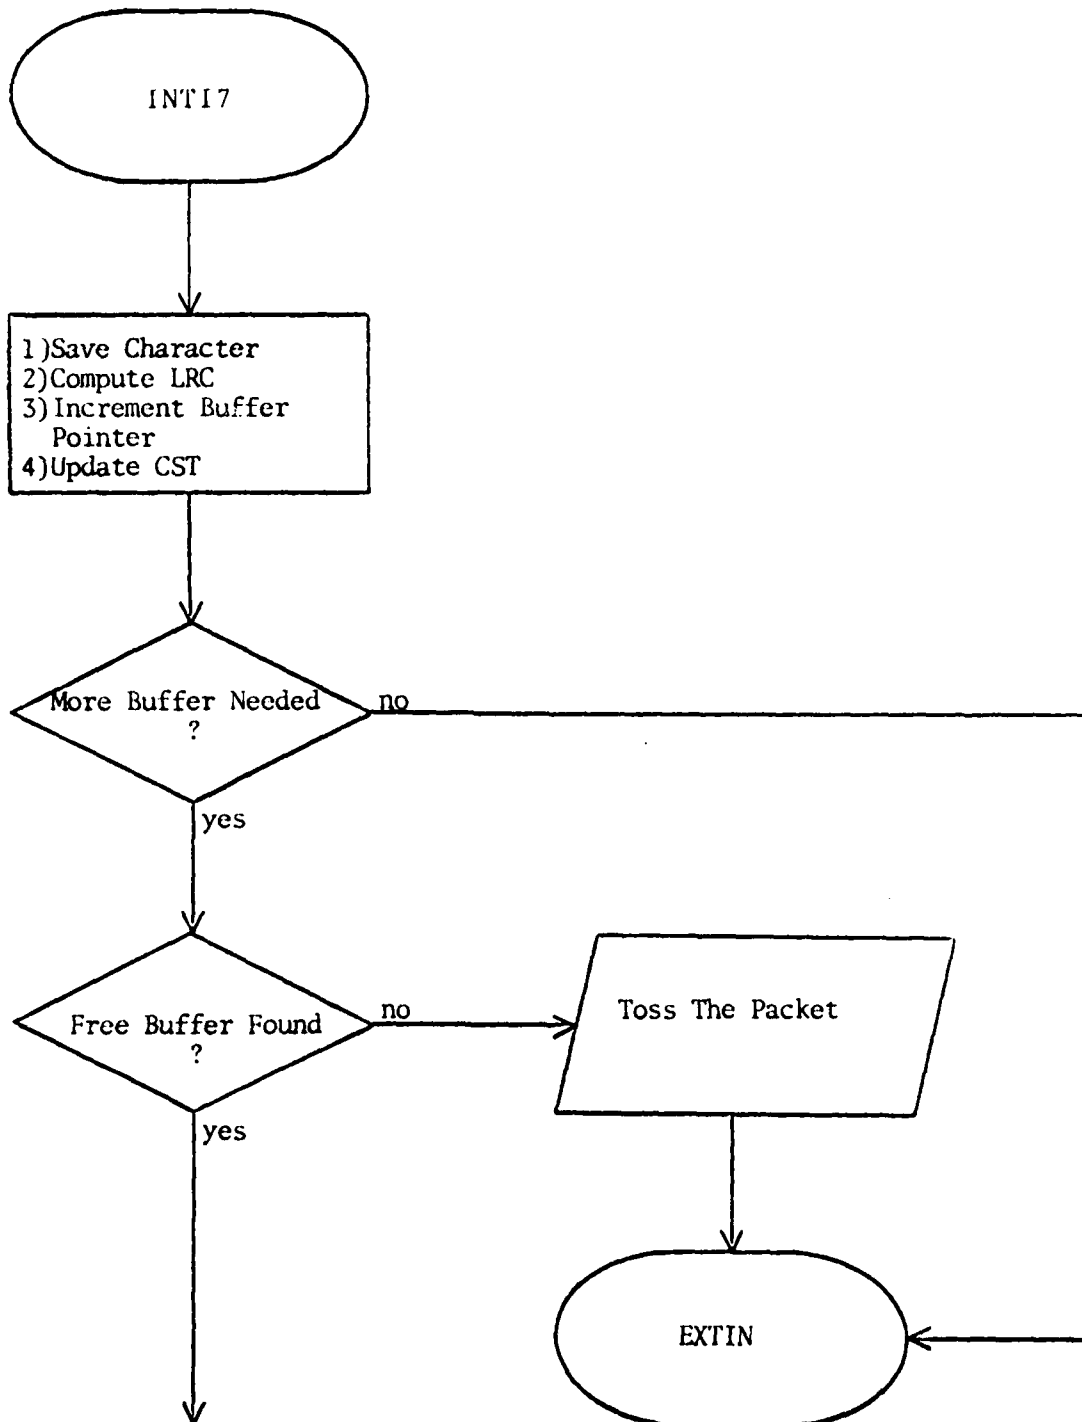 INTI7
1)Save Character
2)Compute LRC
3)Increment Buffer
Pointer
4)Update CST
More Buffer Needed
?
no
yes
Free Buffer Found
?
no
Toss The Packet
yes
EXTIN